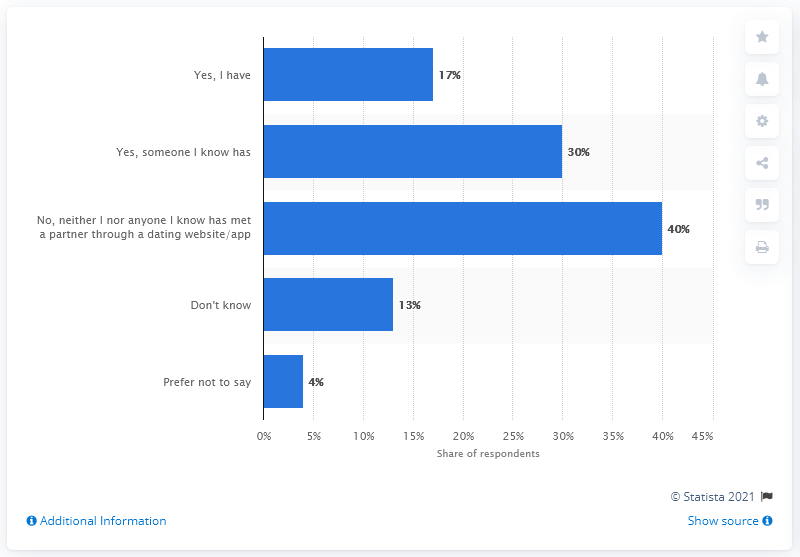 Yes, I have
17%
Yes, someone I know has
30%
No, neither I nor anyone I know has met
a partner through a dating website/app
40%
Don't know
13%
Prefer not to say
4%
0% 5% 10% 15% 20% 25% 30% 35% 40% 45%
Share of respondents
© Statista 2021
Additional Information
Show source